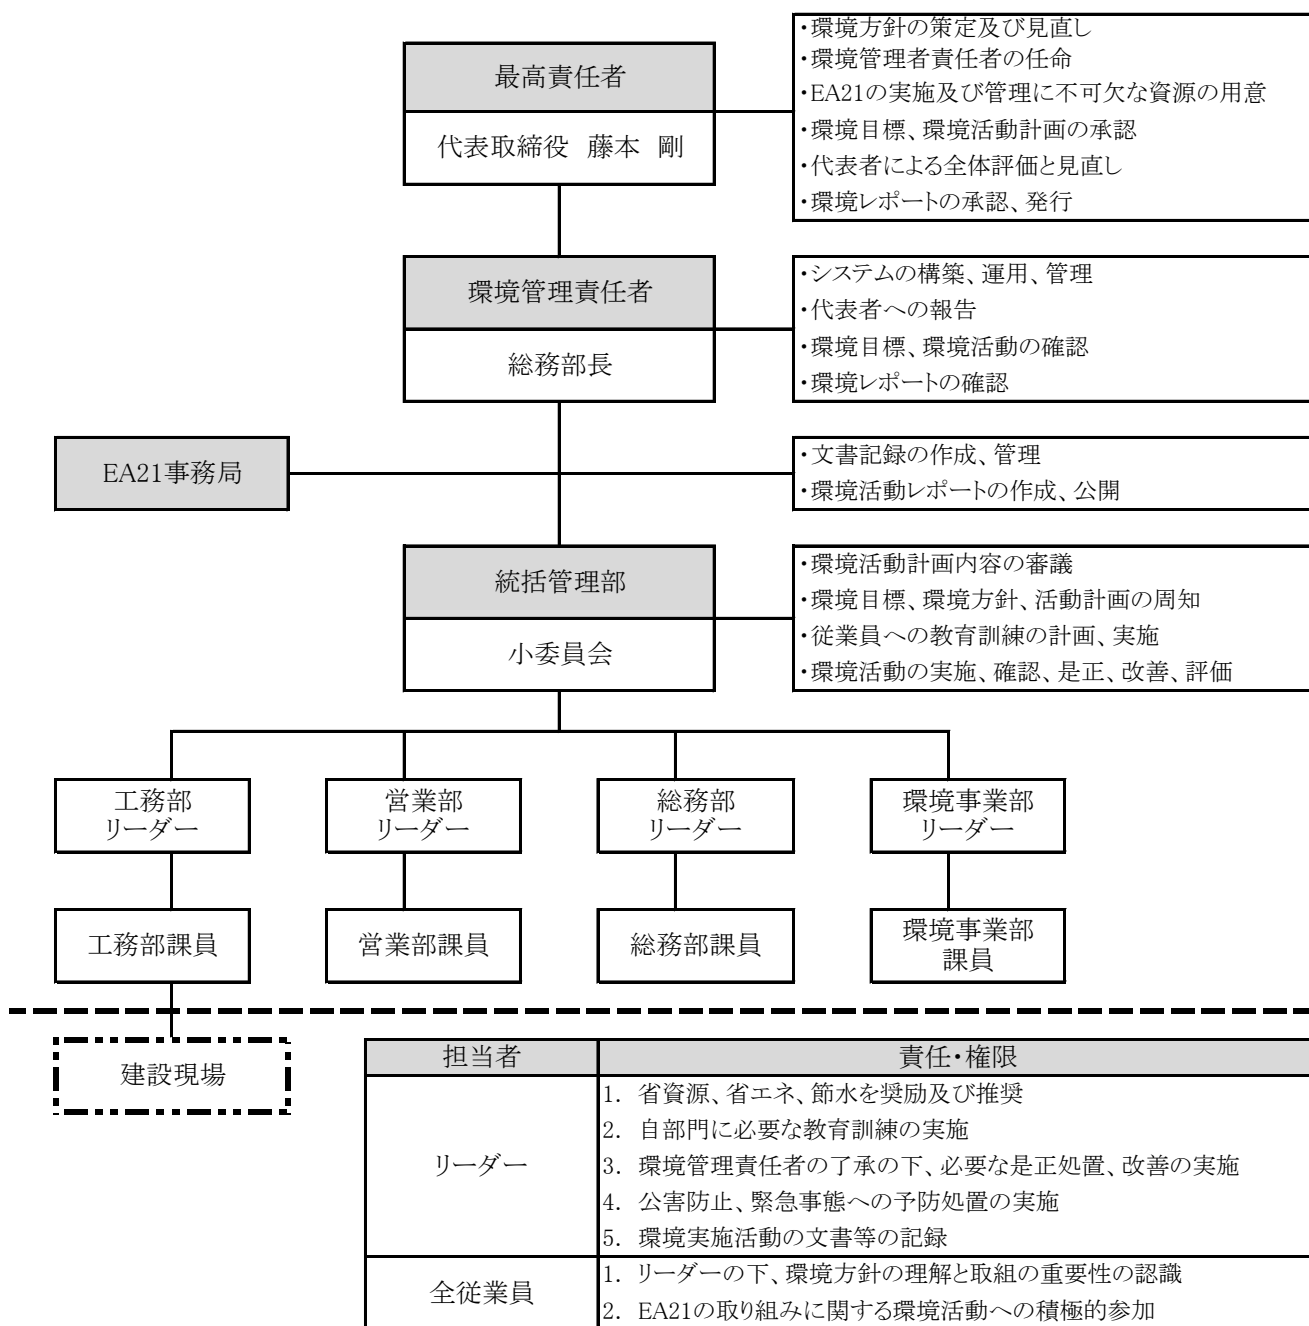 最高責任者
代表取締役 藤本 剛
・環境方針の策定及び見直し
・環境管理者責任者の任命
・EA21の実施及び管理に不可欠な資源の用意
・環境目標、環境活動計画の承認
・代表者による全体評価と見直し
・環境レポートの承認、発行
環境管理責任者
総務部長
・システムの構築、運用、管理
・代表者への報告
・環境目標、環境活動の確認
・環境レポートの確認
EA21事務局
・文書記録の作成、管理
・環境活動レポートの作成、公開
統括管理部
小委員会
・環境活動計画内容の審議
・環境目標、環境方針、活動計画の周知
・従業員への教育訓練の計画、実施
・環境活動の実施、確認、是正、改善、評価
工務部
リーダー
営業部
リーダー
総務部
リーダー
環境事業部
リーダー
工務部課員
営業部課員
総務部課員
環境事業部
課員
建設現場
担当者 責任・権限
リーダー
1. 省資源、省エネ、節水を奨励及び推奨
2. 自部門に必要な教育訓練の実施
3. 環境管理責任者の了承の下、必要な是正処置、改善の実施
4. 公害防止、緊急事態への予防処置の実施
5. 環境実施活動の文書等の記録
全従業員
1. リーダーの下、環境方針の理解と取組の重要性の認識
2. EA21の取り組みに関する環境活動への積極的参加